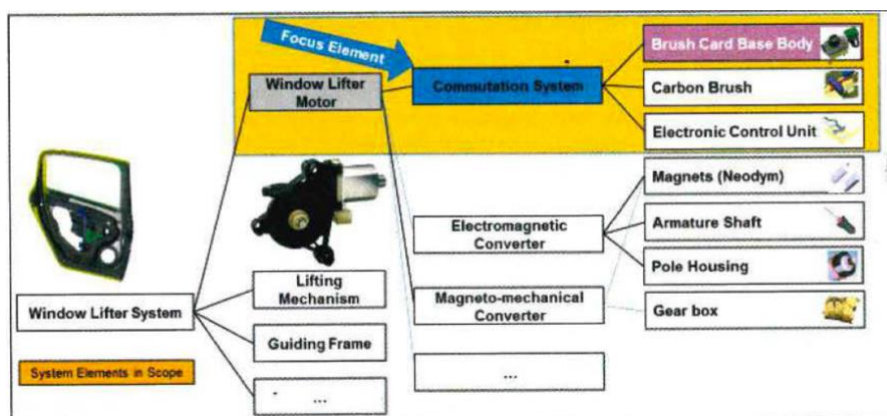 Focus Element
Brush Card Base Body
Window Lifter
Motor
Commutation System
Carbon Brush
Electronic Control Unit
Magnets (Neodym)
Electromagnetic
Converter
Armature Shaft
Pole Housing
Lifting
Mechanism
Window Lifter System
Magneto-mechanical
Converter
Gear box
Guiding Frame
System Elements in Scope
...
...